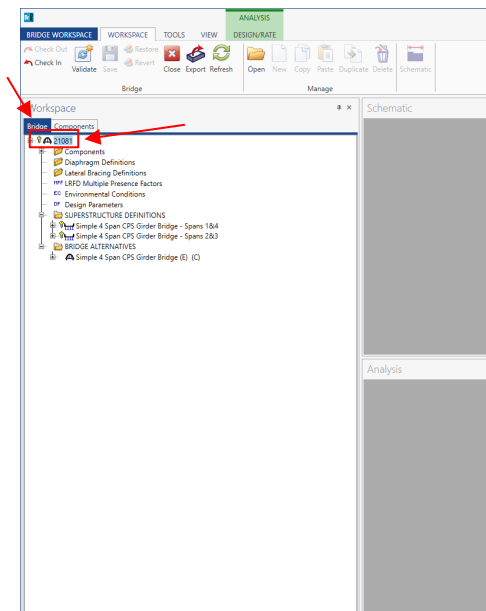 ANALYSIS
BRIDGE WORKSPACE WORKSPACE TOOLS VIEW DESIGN/RATE
Check Out
Check In
Validate
Save
Restore
Revert
Close Export Refresh
Open New Copy Paste Duplicate Delete Schematic
Bridge Manage
Workspace Schematic
Bridge Components
21081
Components
Diaphragm Definitions
Lateral Bracing Definitions
MPF LRFD Multiple Presence Factors
EC Environmental Conditions
DP Design Parameters
SUPERSTRUCTURE DEFINITIONS
Simple 4 Span CPS Girder Bridge - Spans 1&4
Simple 4 Span CPS Girder Bridge - Spans 2&3
BRIDGE ALTERNATIVES
Simple 4 Span CPS Girder Bridge (E) (C)
Analysis